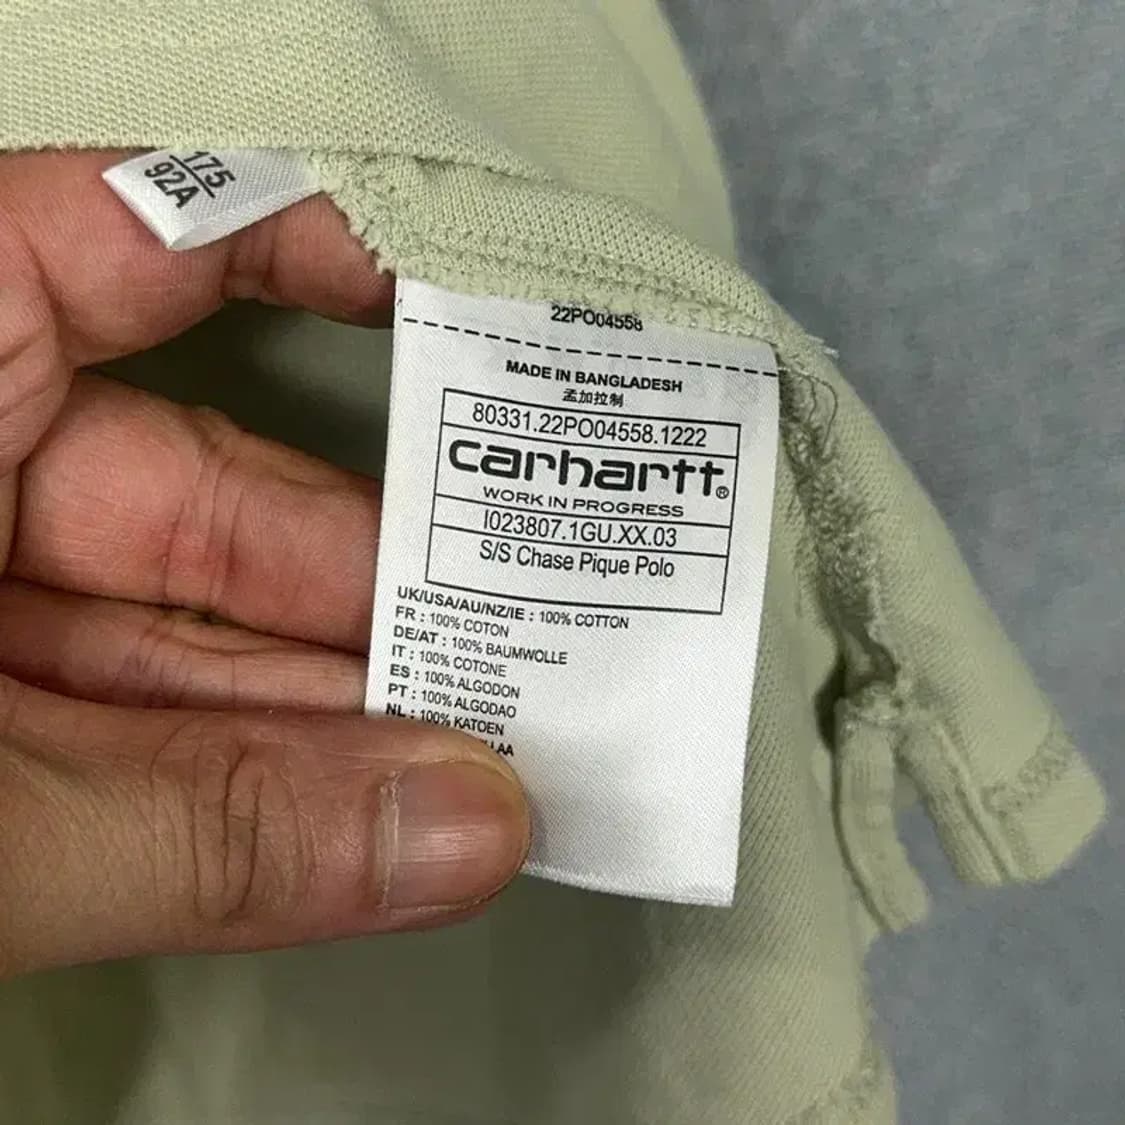 175
92A
22PO04558
MADE IN BANGLADESH
孟加拉制
80331.22PO04558.1222
carhartt®
WORK IN PROGRESS
I023807.1GU.XX.03
S/S Chase Pique Polo
UK/USA/AU/NZ/IE : 100% COTTON
FR : 100% COTON
DE/AT : 100% BAUMWOLLE
IT : 100% COTONE
ES : 100% ALGODON
PT : 100% ALGODAO
NL : 100% KATOEN